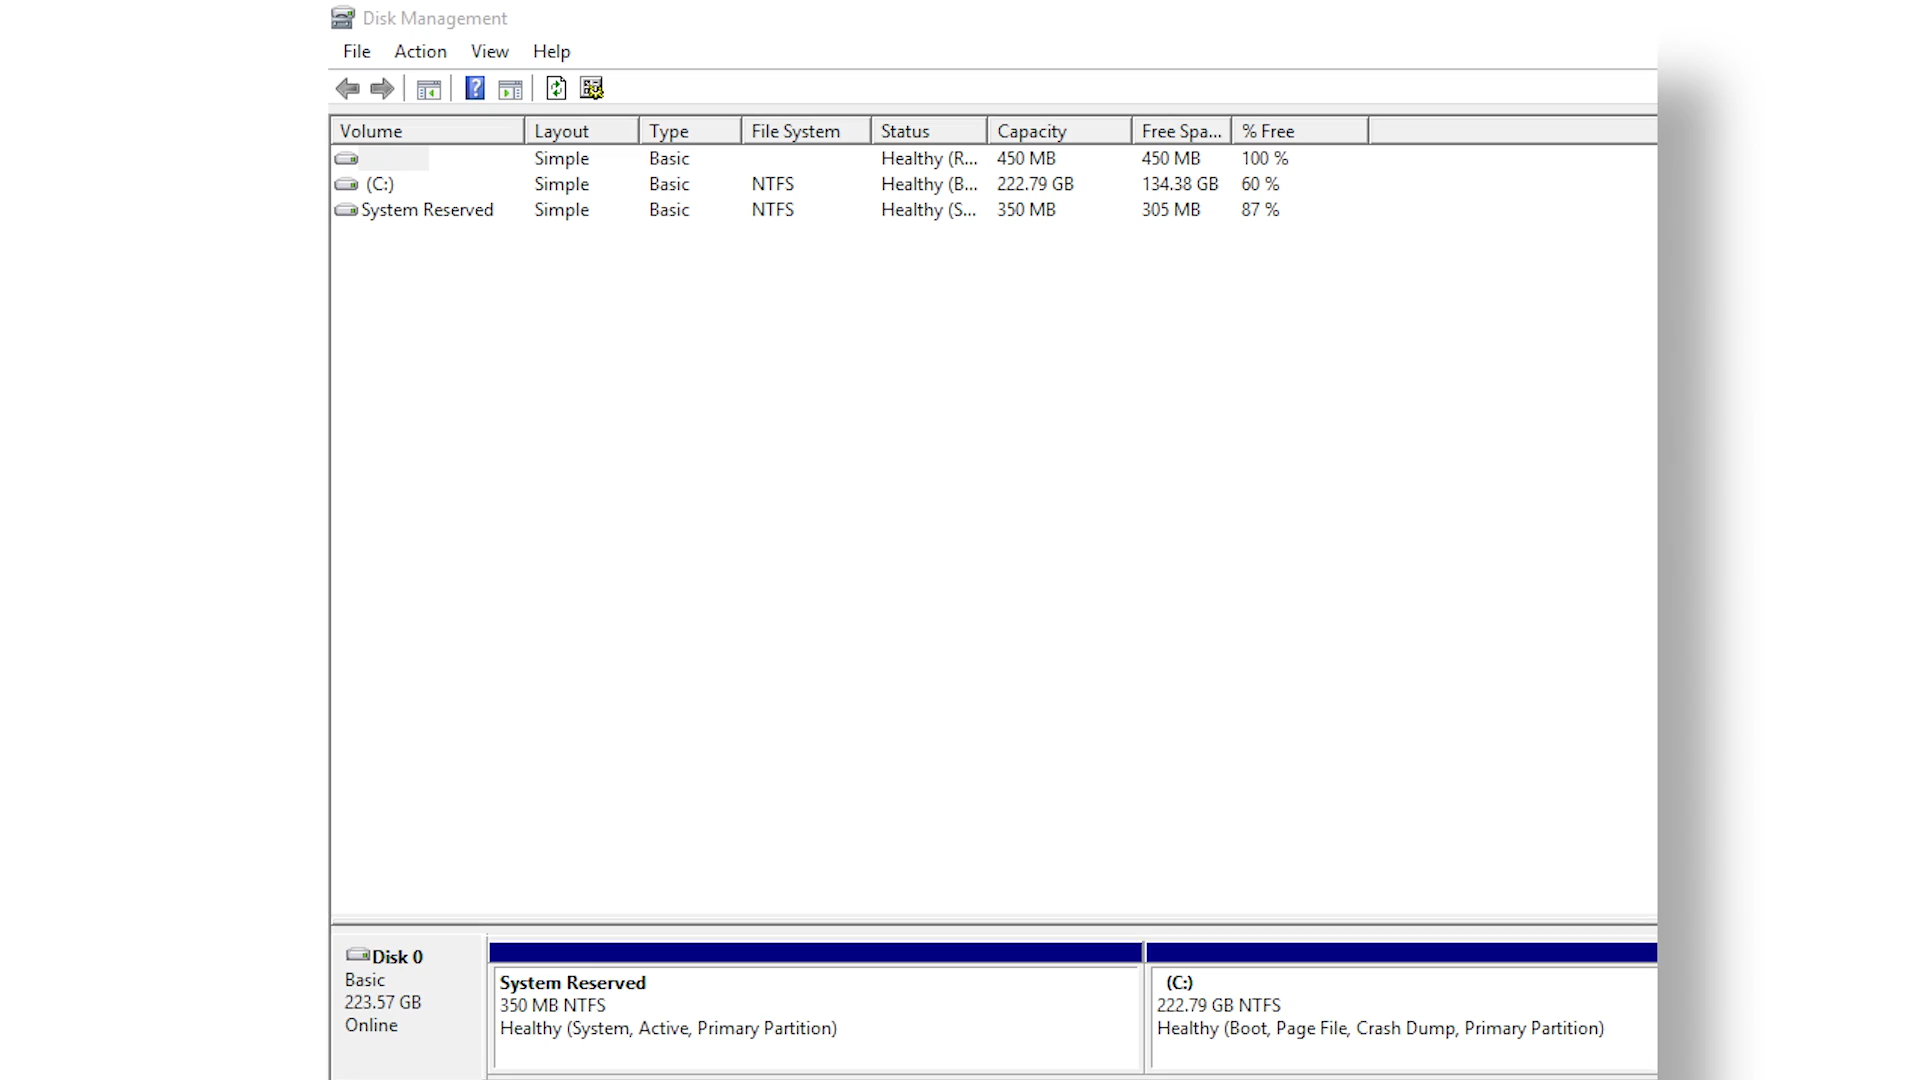 Disk Management
File Action View Help
Volume Layout Type File System Status Capacity Free Spa... % Free
Simple Basic Healthy (R... 450 MB 450 MB 100 %
(C:) Simple Basic NTFS Healthy (B... 222.79 GB 134.38 GB 60 %
System Reserved Simple Basic NTFS Healthy (S... 350 MB 305 MB 87 %
Disk 0
Basic
223.57 GB
Online
System Reserved
350 MB NTFS
Healthy (System, Active, Primary Partition)
(C:)
222.79 GB NTFS
Healthy (Boot, Page File, Crash Dump, Primary Partition)